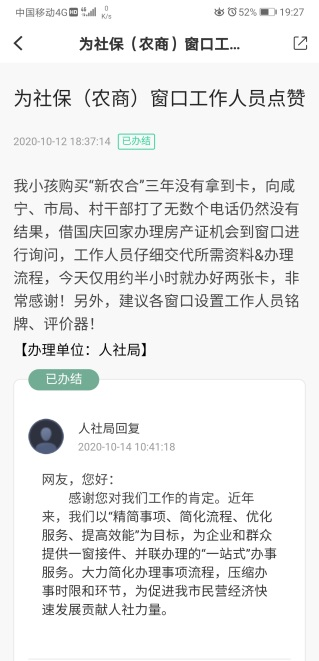 中国移动4G HD 0 K/s 52% 19:27
为社保（农商）窗口工...
为社保（农商）窗口工作人员点赞
2020-10-12 18:37:14 已办结
我小孩购买“新农合”三年没有拿到卡，向咸
宁、市局、村干部打了无数个电话仍然没有
结果，借国庆回家办理房产证机会到窗口进
行询问，工作人员仔细交代所需资料&办理
流程，今天仅用约半小时就办好两张卡，非
常感谢！另外，建议各窗口设置工作人员铭
牌、评价器！
【办理单位：人社局】
已办结
人社局回复
2020-10-14 10:41:18
网友，您好：
感谢您对我们工作的肯定。近年
来，我们以“精简事项、简化流程、优化
服务、提高效能”为目标，为企业和群众
提供一窗接件、并联办理的“一站式”办事
服务。大力简化办事项流程，压缩办
事时限和环节，为促进我市民营经济快
速发展贡献人社力量。